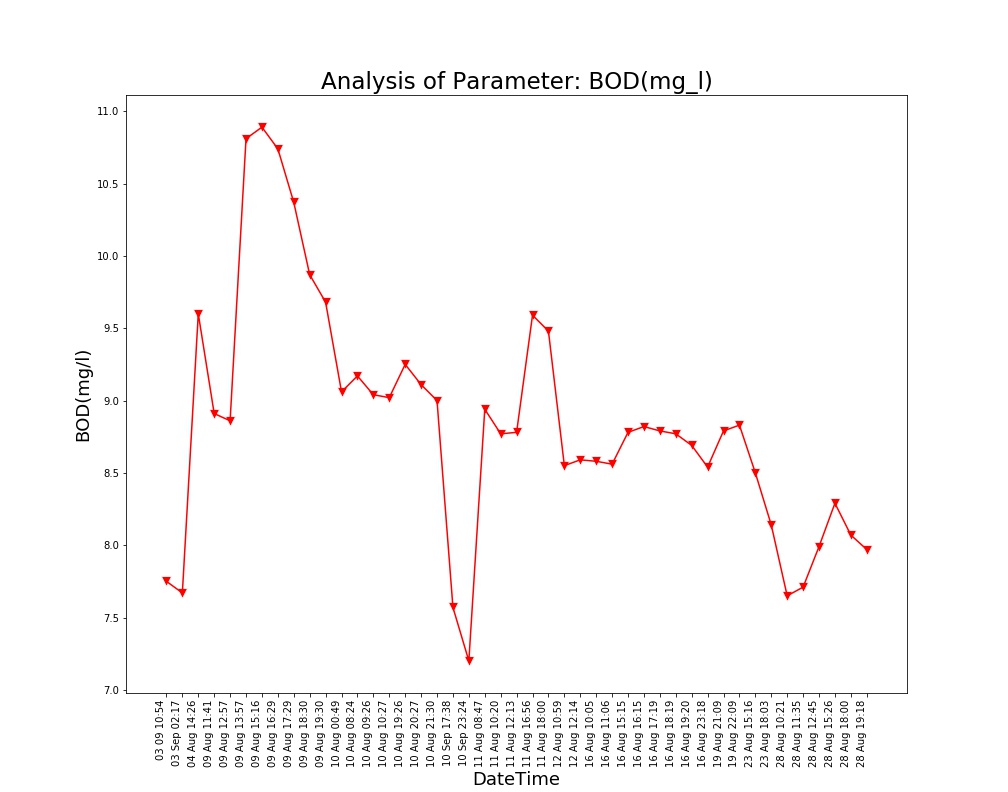 Analysis of Parameter: BOD(mg_l)
11.0
10.5
10.0
9.5
9.0
8.5
8.0
7.5
7.0
BOD(mg/l)
03 09 10:54
03 Sep 02:17
04 Aug 14:26
09 Aug 11:41
09 Aug 12:57
09 Aug 13:57
09 Aug 15:16
09 Aug 16:29
09 Aug 17:29
09 Aug 18:30
09 Aug 19:30
10 Aug 00:49
10 Aug 08:24
10 Aug 09:26
10 Aug 10:27
10 Aug 19:26
10 Aug 20:27
10 Aug 21:30
10 Sep 17:38
10 Sep 23:24
11 Aug 08:47
11 Aug 10:20
11 Aug 12:13
11 Aug 16:56
11 Aug 18:00
12 Aug 10:59
12 Aug 12:14
16 Aug 10:05
16 Aug 11:06
16 Aug 15:15
16 Aug 16:15
16 Aug 17:19
16 Aug 18:19
16 Aug 19:20
16 Aug 23:18
19 Aug 21:09
19 Aug 22:09
23 Aug 15:16
23 Aug 18:03
28 Aug 10:21
28 Aug 11:35
28 Aug 12:45
28 Aug 15:26
28 Aug 18:00
28 Aug 19:18
DateTime